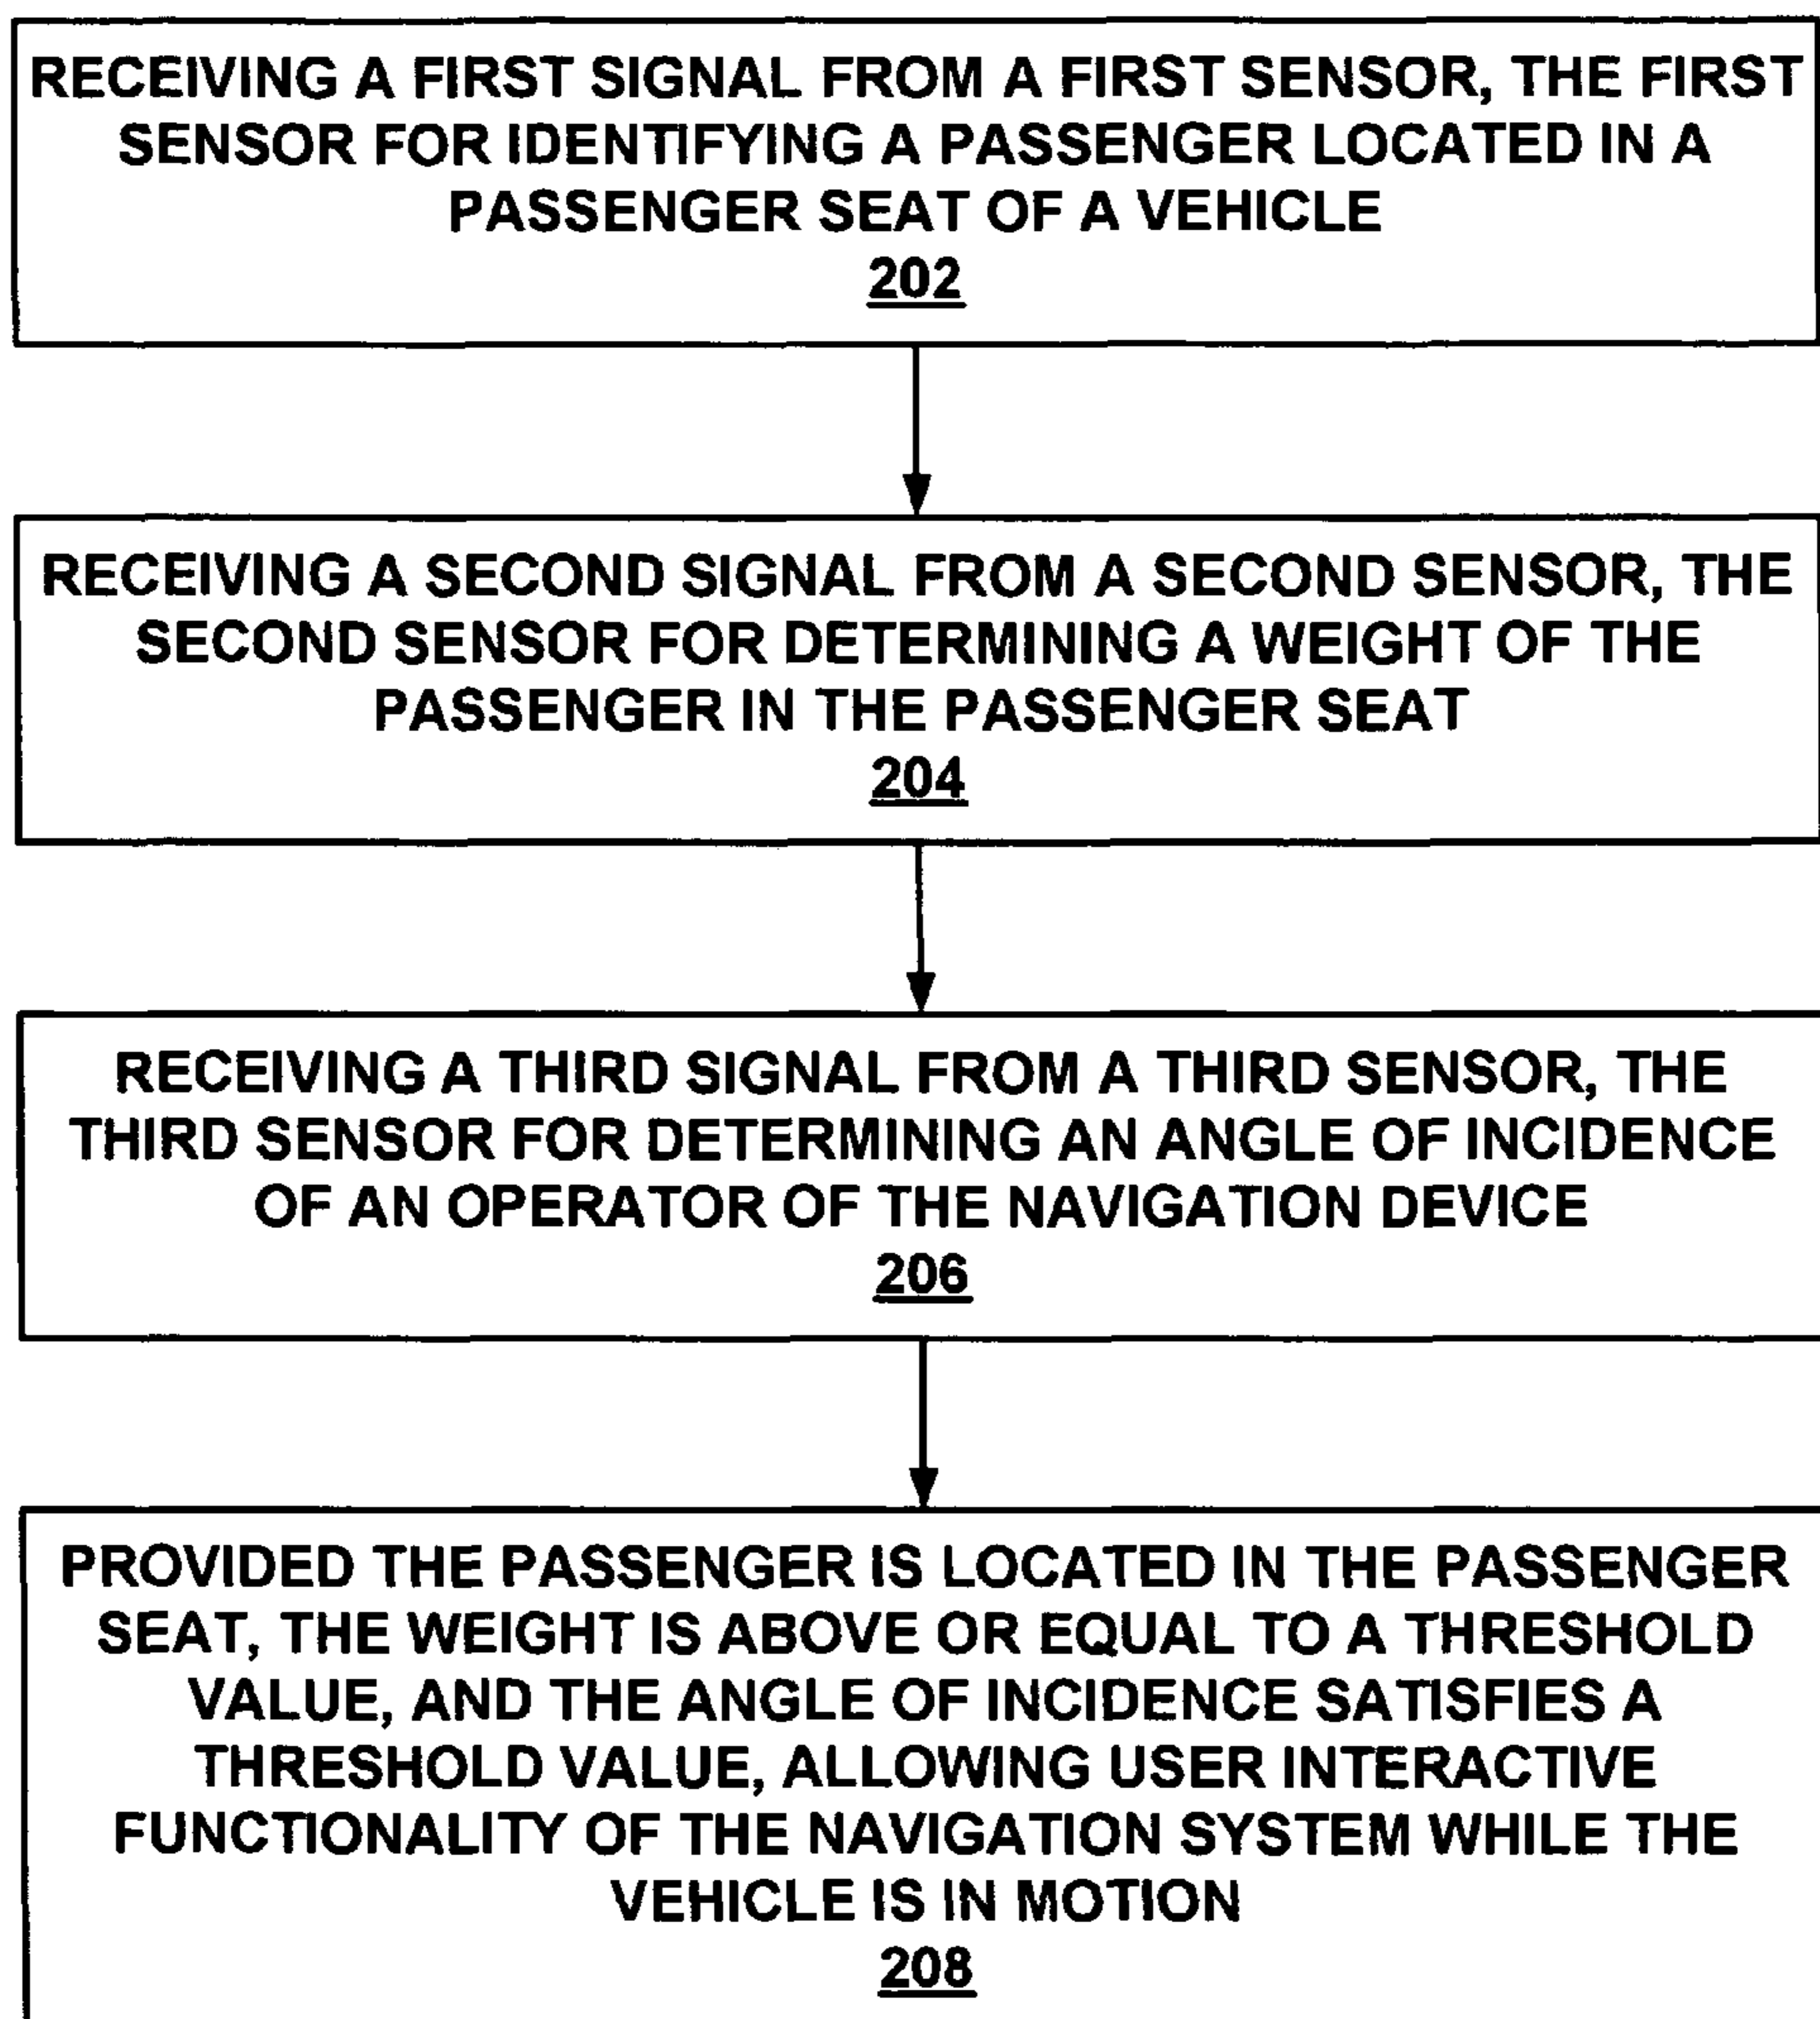 RECEIVING A FIRST SIGNAL FROM A FIRST SENSOR, THE FIRST
SENSOR FOR IDENTIFYING A PASSENGER LOCATED IN A
PASSENGER SEAT OF A VEHICLE
202
RECEIVING A SECOND SIGNAL FROM A SECOND SENSOR, THE
SECOND SENSOR FOR DETERMINING A WEIGHT OF THE
PASSENGER IN THE PASSENGER SEAT
204
RECEIVING A THIRD SIGNAL FROM A THIRD SENSOR, THE
THIRD SENSOR FOR DETERMINING AN ANGLE OF INCIDENCE
OF AN OPERATOR OF THE NAVIGATION DEVICE
206
PROVIDED THE PASSENGER IS LOCATED IN THE PASSENGER
SEAT, THE WEIGHT IS ABOVE OR EQUAL TO A THRESHOLD
VALUE, AND THE ANGLE OF INCIDENCE SATISFIES A
THRESHOLD VALUE, ALLOWING USER INTERACTIVE
FUNCTIONALITY OF THE NAVIGATION SYSTEM WHILE THE
VEHICLE IS IN MOTION
208